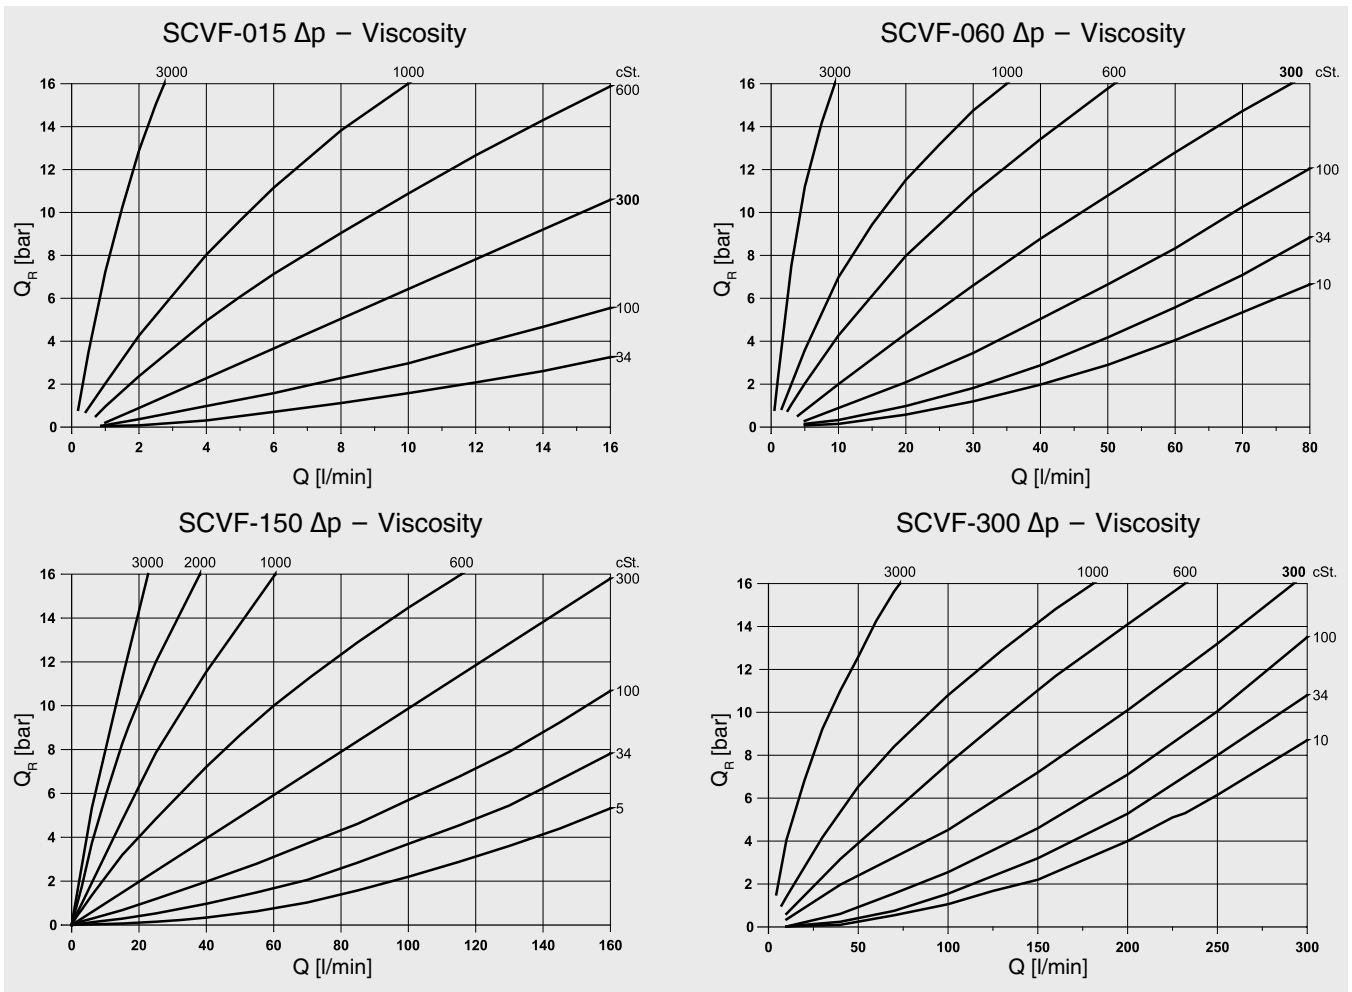 SCVF-015 Δp – Viscosity
3000
1000
cSt.
16
600
14
12
10
300
8
6
100
4
34
2
0
QR [bar]
0 2 4 6 8 10 12 14 16
Q [l/min]
SCVF-060 Δp – Viscosity
3000 1000 600 300 cSt.
16
14
12
100
10
34
8
10
6
4
2
0
QR [bar]
0 10 20 30 40 50 60 70 80
Q [l/min]
SCVF-150 Δp – Viscosity
3000 2000 1000 600 cSt.
16
300
14
12
100
10
8
34
6
5
4
2
0
QR [bar]
0 20 40 60 80 100 120 140 160
Q [l/min]
SCVF-300 Δp – Viscosity
3000 1000 600 300 cSt.
16
14
100
12
34
10
10
8
6
4
2
0
QR [bar]
0 50 100 150 200 250 300
Q [l/min]